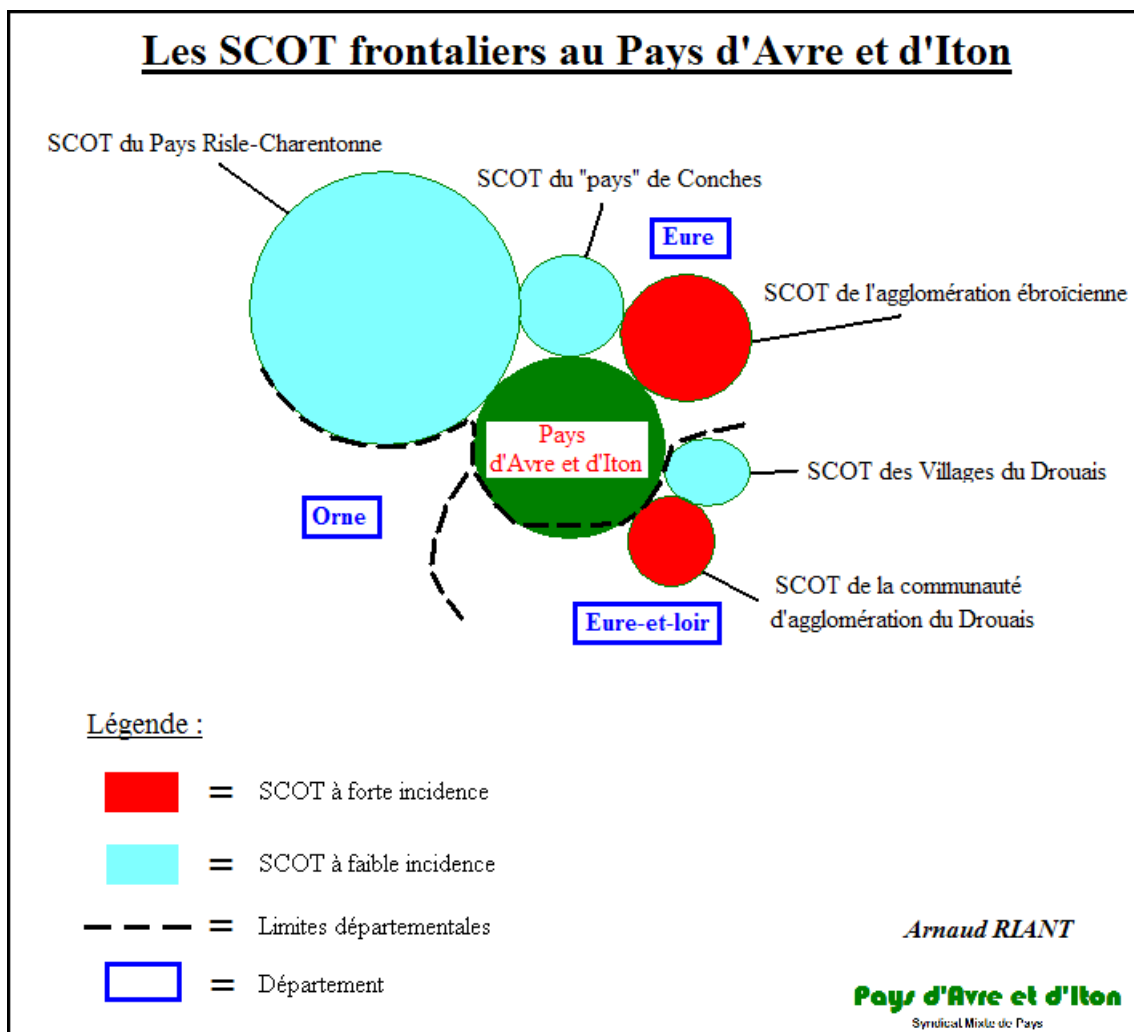 Les SCOT frontaliers au Pays d'Avre et d'Iton
SCOT du Pays Risle-Charentonne
SCOT du "pays" de Conches
Eure
SCOT de l'agglomération ébroïcienne
Pays
d'Avre et d'Iton
SCOT des Villages du Drouais
Orne
SCOT de la communauté
d'agglomération du Drouais
Eure-et-loir
Légende :
= SCOT à forte incidence
= SCOT à faible incidence
= Limites départementales
= Département
Arnaud RIANT
Pays d'Avre et d'Iton
Syndicat Mixte de Pays